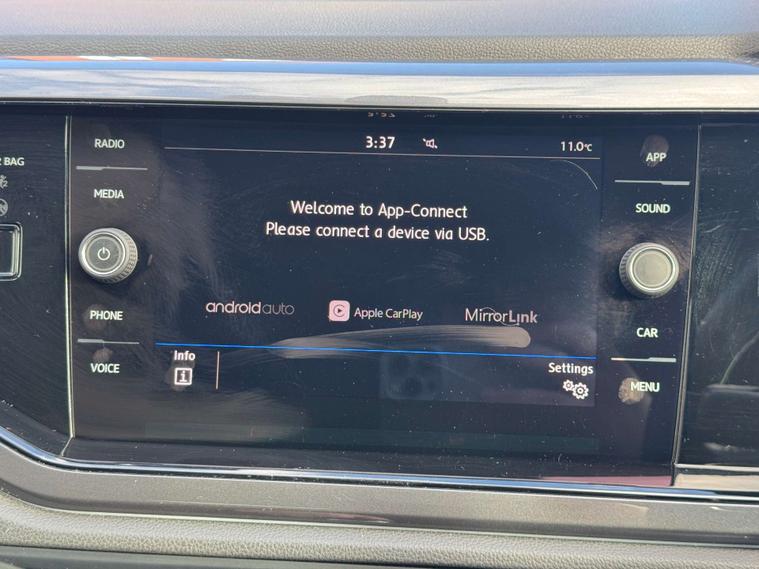 3:37
11.0°C
RADIO
MEDIA
PHONE
VOICE
BAG
Welcome to App-Connect
Please connect a device via USB.
androidauto
Apple CarPlay
MirrorLink
Info
i
Settings
APP
SOUND
CAR
MENU